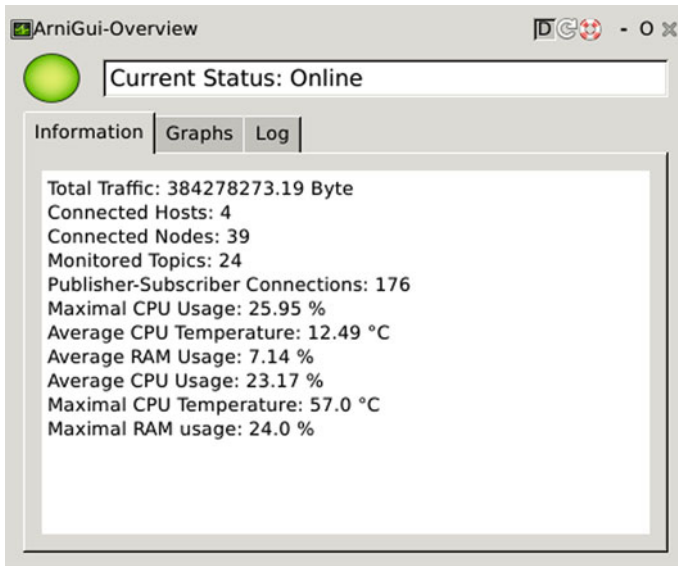 ArniGui-Overview D - O
Current Status: Online
Information Graphs Log
Total Traffic: 384278273.19 Byte
Connected Hosts: 4
Connected Nodes: 39
Monitored Topics: 24
Publisher-Subscriber Connections: 176
Maximal CPU Usage: 25.95 %
Average CPU Temperature: 12.49 °C
Average RAM Usage: 7.14 %
Average CPU Usage: 23.17 %
Maximal CPU Temperature: 57.0 °C
Maximal RAM usage: 24.0 %